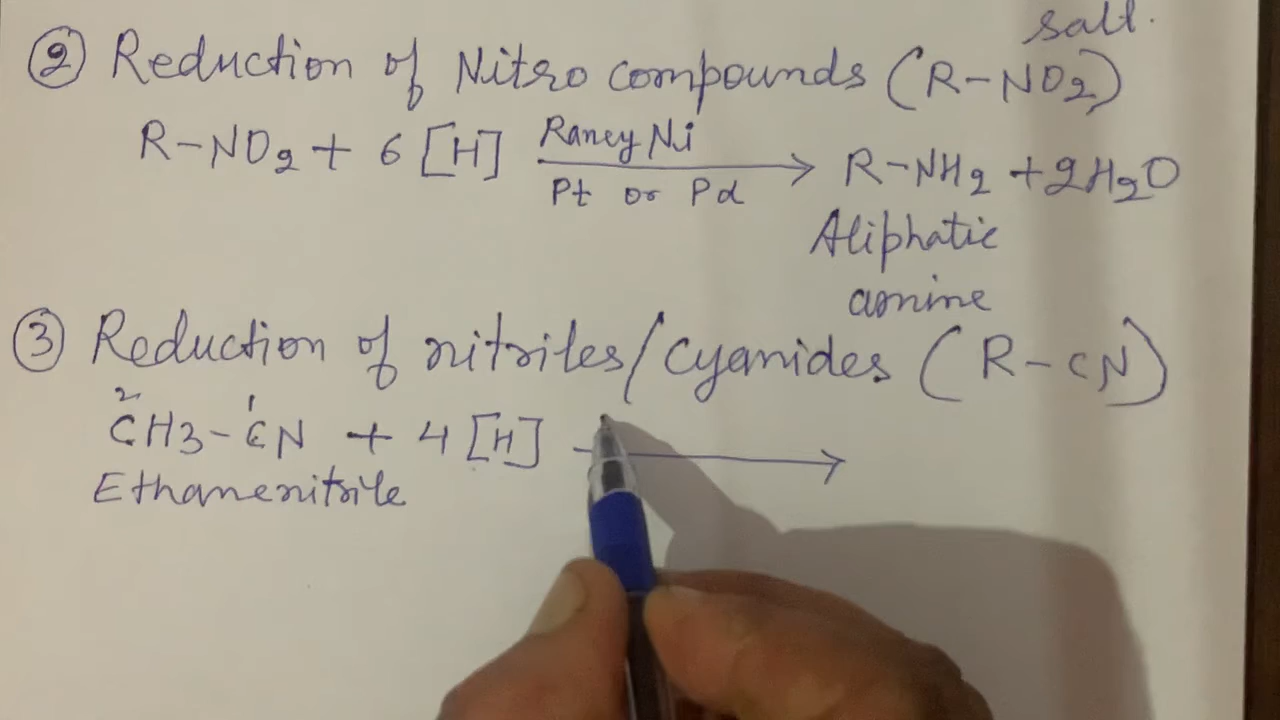 salt.
② Reduction of Nitro compounds (R-NO2)
R-NO2 + 6 [H] Raney Ni R-NH2 + 2H2O
Pt or Pd
Aliphatic
amine
③ Reduction of nitriles/Cyanides (R-CN)
2 1
CH3-CN + 4 [H]
Ethanenitrile